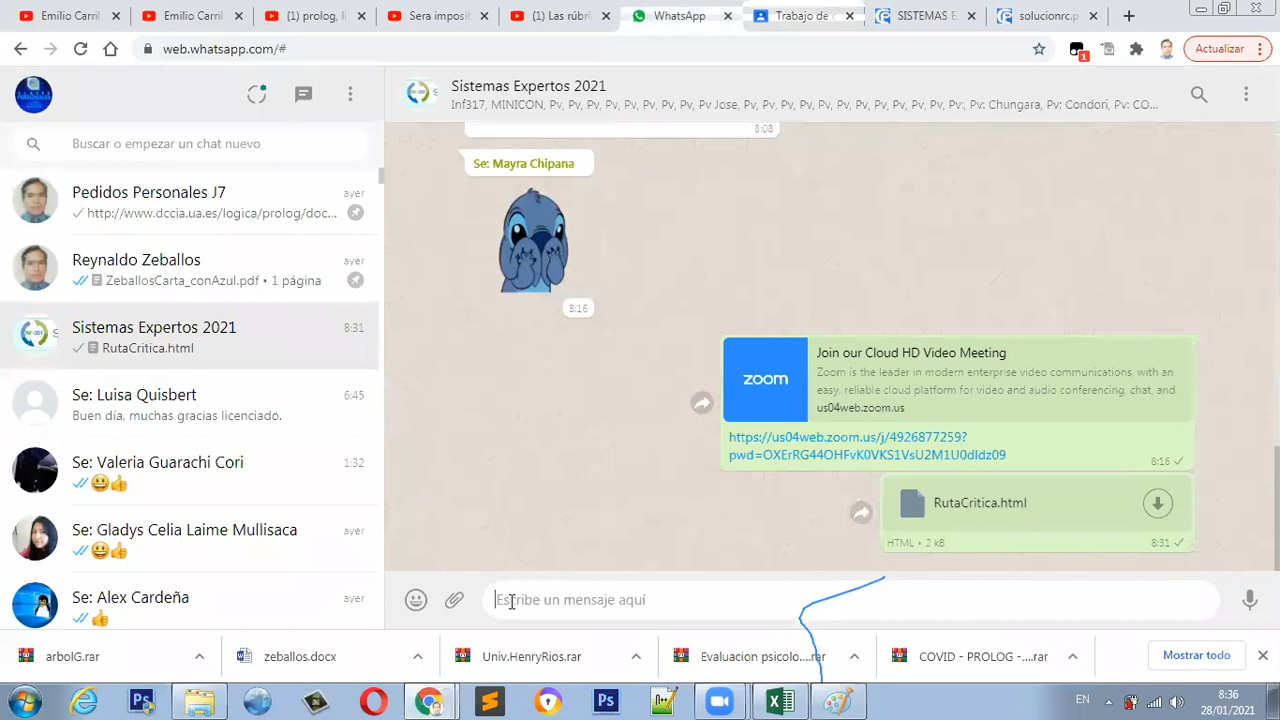 Emilio Carril
Emilio Carril
(1) prolog, li
Sera imposit
(1) Las rúbri
WhatsApp
Trabajo de
SISTEMAS E
solucionrc.p
web.whatsapp.com/#
1
Actualizar
Buscar o empezar un chat nuevo
Pedidos Personales J7
ayer
http://www.dccia.ua.es/logica/prolog/doc...
Reynaldo Zeballos
ayer
ZeballosCarta_conAzul.pdf • 1 página
Sistemas Expertos 2021
8:31
RutaCritica.html
Se: Luisa Quisbert
6:45
Buen día, muchas gracias licenciado.
Se: Valeria Guarachi Cori
1:32
Se: Gladys Celia Laime Mullisaca
ayer
Se: Alex Cardeña
ayer
Sistemas Expertos 2021
Inf317, MINICON, Pv, Pv, Pv, Pv, Pv, Pv, Pv, Pv Jose, Pv, Pv, Pv, Pv, Pv, Pv, Pv, Pv, Pv, Pv:, Pv: Chungara, Pv: Condori, Pv: CO...
8:03
Se: Mayra Chipana
8:16
zoom
Join our Cloud HD Video Meeting
Zoom is the leader in modern enterprise video communications, with an
easy, reliable cloud platform for video and audio conferencing, chat, and
us04web.zoom.us
https://us04web.zoom.us/j/4926877259?
pwd=OXErRG44OHFvK0VKS1VsU2M1U0dIdz09
8:16
RutaCritica.html
HTML • 2 kB
8:31
Escribe un mensaje aquí
arbolG.rar
zeballos.docx
Univ.HenryRios.rar
Evaluacion psicolo....rar
COVID - PROLOG -....rar
Mostrar todo
EN
8:36
28/01/2021